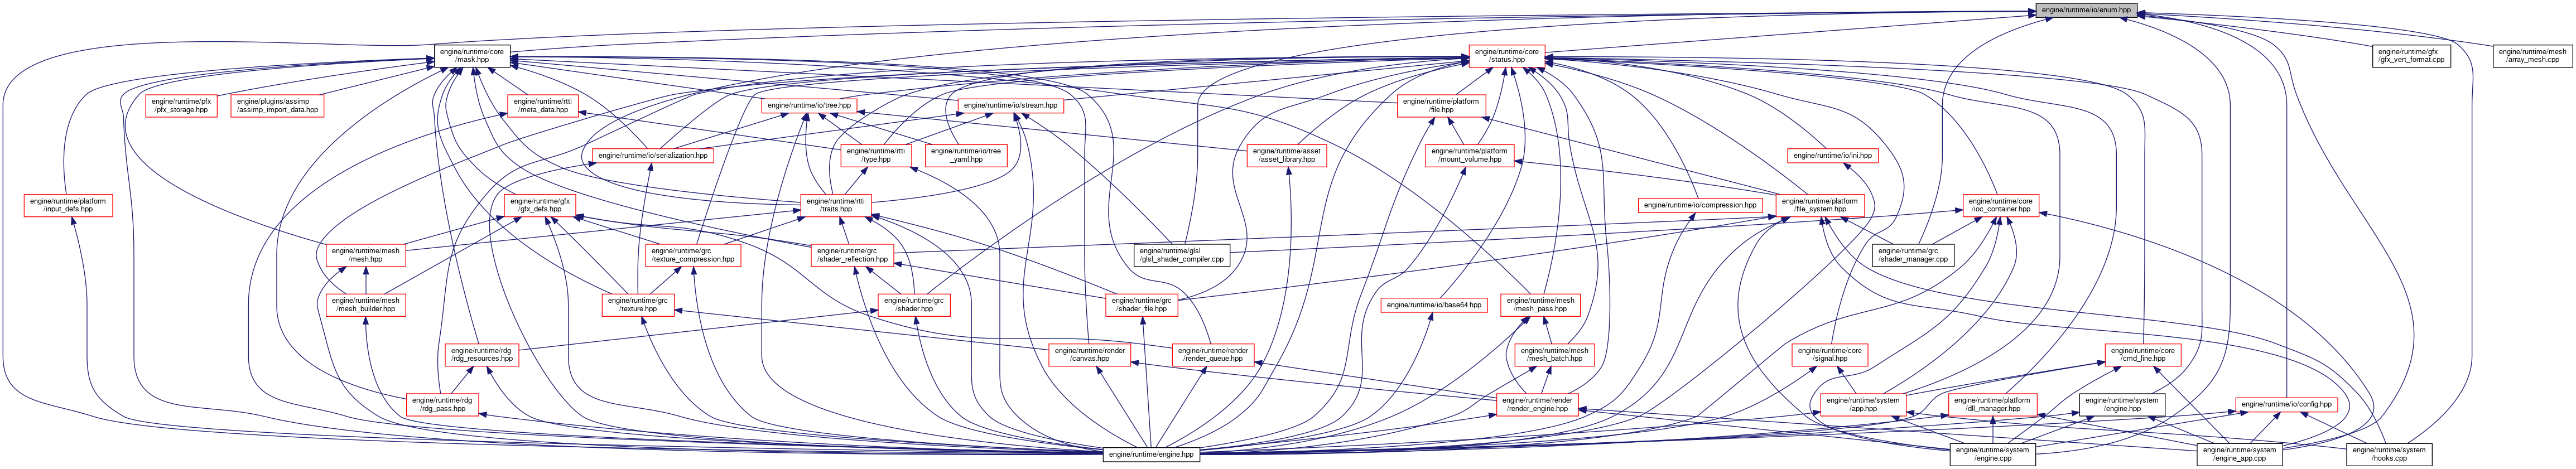 engine/runtime/io/enum.hpp
engine/runtime/core
/mask.hpp
engine/runtime/core
/status.hpp
engine/runtime/gfx
/gfx_vert_format.cpp
engine/runtime/mesh
/array_mesh.cpp
engine/runtime/pfx
/pfx_storage.hpp
engine/plugins/assimp
/assimp_import_data.hpp
engine/runtime/rtti
/meta_data.hpp
engine/runtime/io/tree.hpp
engine/runtime/io/stream.hpp
engine/runtime/platform
/file.hpp
engine/runtime/io/serialization.hpp
engine/runtime/rtti
/type.hpp
engine/runtime/io/tree
_yaml.hpp
engine/runtime/asset
/asset_library.hpp
engine/runtime/platform
/mount_volume.hpp
engine/runtime/io/ini.hpp
engine/runtime/platform
/input_defs.hpp
engine/runtime/gfx
/gfx_defs.hpp
engine/runtime/rtti
/traits.hpp
engine/runtime/io/compression.hpp
engine/runtime/platform
/file_system.hpp
engine/runtime/core
/ioc_container.hpp
engine/runtime/mesh
/mesh.hpp
engine/runtime/grc
/texture_compression.hpp
engine/runtime/grc
/shader_reflection.hpp
engine/runtime/glsl
/glsl_shader_compiler.cpp
engine/runtime/grc
/shader_manager.cpp
engine/runtime/mesh
/mesh_builder.hpp
engine/runtime/grc
/texture.hpp
engine/runtime/grc
/shader.hpp
engine/runtime/grc
/shader_file.hpp
engine/runtime/io/base64.hpp
engine/runtime/mesh
/mesh_pass.hpp
engine/runtime/rdg
/rdg_resources.hpp
engine/runtime/render
/canvas.hpp
engine/runtime/render
/render_queue.hpp
engine/runtime/mesh
/mesh_batch.hpp
engine/runtime/core
/signal.hpp
engine/runtime/core
/cmd_line.hpp
engine/runtime/rdg
/rdg_pass.hpp
engine/runtime/render
/render_engine.hpp
engine/runtime/system
/app.hpp
engine/runtime/platform
/dll_manager.hpp
engine/runtime/system
/engine.hpp
engine/runtime/io/config.hpp
engine/runtime/engine.hpp
engine/runtime/system
/engine.cpp
engine/runtime/system
/engine_app.cpp
engine/runtime/system
/hooks.cpp